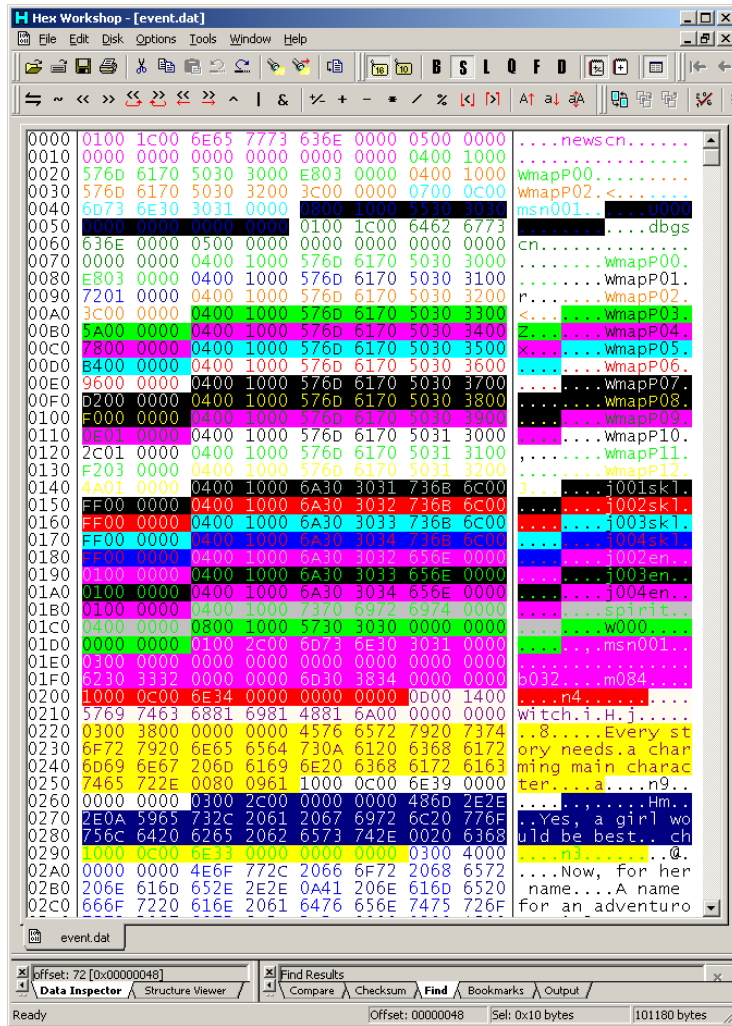 Hex Workshop - [event.dat]
File Edit Disk Options Tools Window Help
B S L Q F D
0000 0100 1C00 6E65 7773 636E 0000 0500 0000 ....newscn......
0010 0000 0000 0000 0000 0000 0000 0400 1000 ................
0020 576D 6170 5030 3000 E803 0000 0400 1000 WmapP00.........
0030 576D 6170 5030 3200 3C00 0000 0700 0C00 WmapP02.<.......
0040 6D73 6E30 3031 0000 0800 1000 5530 3030 msn001......U000
0050 0000 0000 0000 0000 0100 1C00 6462 6773 ............dbgs
0060 636E 0000 0500 0000 0000 0000 0000 0000 cn..............
0070 0000 0000 0400 1000 576D 6170 5030 3000 ........WmapP00.
0080 E803 0000 0400 1000 576D 6170 5030 3100 ........WmapP01.
0090 7201 0000 0400 1000 576D 6170 5030 3200 r.......WmapP02.
00A0 3C00 0000 0400 1000 576D 6170 5030 3300 <.......WmapP03.
00B0 5A00 0000 0400 1000 576D 6170 5030 3400 Z.......WmapP04.
00C0 7800 0000 0400 1000 576D 6170 5030 3500 x.......WmapP05.
00D0 B400 0000 0400 1000 576D 6170 5030 3600 ........WmapP06.
00E0 9600 0000 0400 1000 576D 6170 5030 3700 ........WmapP07.
00F0 D200 0000 0400 1000 576D 6170 5030 3800 ........WmapP08.
0100 F000 0000 0400 1000 576D 6170 5030 3900 ........WmapP09.
0110 0E01 0000 0400 1000 576D 6170 5031 3000 ........WmapP10.
0120 2C01 0000 0400 1000 576D 6170 5031 3100 ,.......WmapP11.
0130 F203 0000 0400 1000 576D 6170 5031 3200 ........WmapP12.
0140 4A01 0000 0400 1000 6A30 3031 736B 6C00 J.......j001skl.
0150 FF00 0000 0400 1000 6A30 3032 736B 6C00 ........j002skl.
0160 FF00 0000 0400 1000 6A30 3033 736B 6C00 ........j003skl.
0170 FF00 0000 0400 1000 6A30 3034 736B 6C00 ........j004skl.
0180 FF00 0000 0400 1000 6A30 3032 656E 0000 ........j002en..
0190 0100 0000 0400 1000 6A30 3033 656E 0000 ........j003en..
01A0 0100 0000 0400 1000 6A30 3034 656E 0000 ........j004en..
01B0 0100 0000 0400 1000 7370 6972 6974 0000 ........spirit..
01C0 0400 0000 0800 1000 5730 3030 0000 0000 ........W000....
01D0 0000 0000 0100 2C00 6D73 6E30 3031 0000 ......,.msn001..
01E0 0300 0000 0000 0000 0000 0000 0000 0000 ................
01F0 6230 3332 0000 0000 6D30 3834 0000 0000 b032....m084....
0200 1000 0C00 6E34 0000 0000 0000 0D00 1400 ....n4..........
0210 5769 7463 6881 6981 4881 6A00 0000 0000 Witch.i.H.j.....
0220 0300 3800 0000 0000 4576 6572 7920 7374 ..8.....Every st
0230 6F72 7920 6E65 6564 730A 6120 6368 6172 ory needs.a char
0240 6D69 6E67 206D 6169 6E20 6368 6172 6163 ming main charac
0250 7465 722E 0080 0961 1000 0C00 6E39 0000 ter....a....n9..
0260 0000 0000 0300 2C00 0000 0000 486D 2E2E ......,.....Hm..
0270 2E0A 5965 732C 2061 2067 6972 6C20 776F ..Yes, a girl wo
0280 756C 6420 6265 2062 6573 742E 0020 6368 uld be best.. ch
0290 1000 0C00 6E33 0000 0000 0000 0300 4000 ....n3........@.
02A0 0000 0000 4E6F 772C 2066 6F72 2068 6572 ....Now, for her
02B0 206E 616D 652E 2E2E 0A41 206E 616D 6520 name....A name
02C0 666F 7220 616E 2061 6476 656E 7475 726F for an adventuro
event.dat
offset: 72 [0x00000048]
Find Results
Data Inspector Structure Viewer
Compare Checksum Find Bookmarks Output
Ready
Offset: 00000048 Sel: 0x10 bytes 101180 bytes